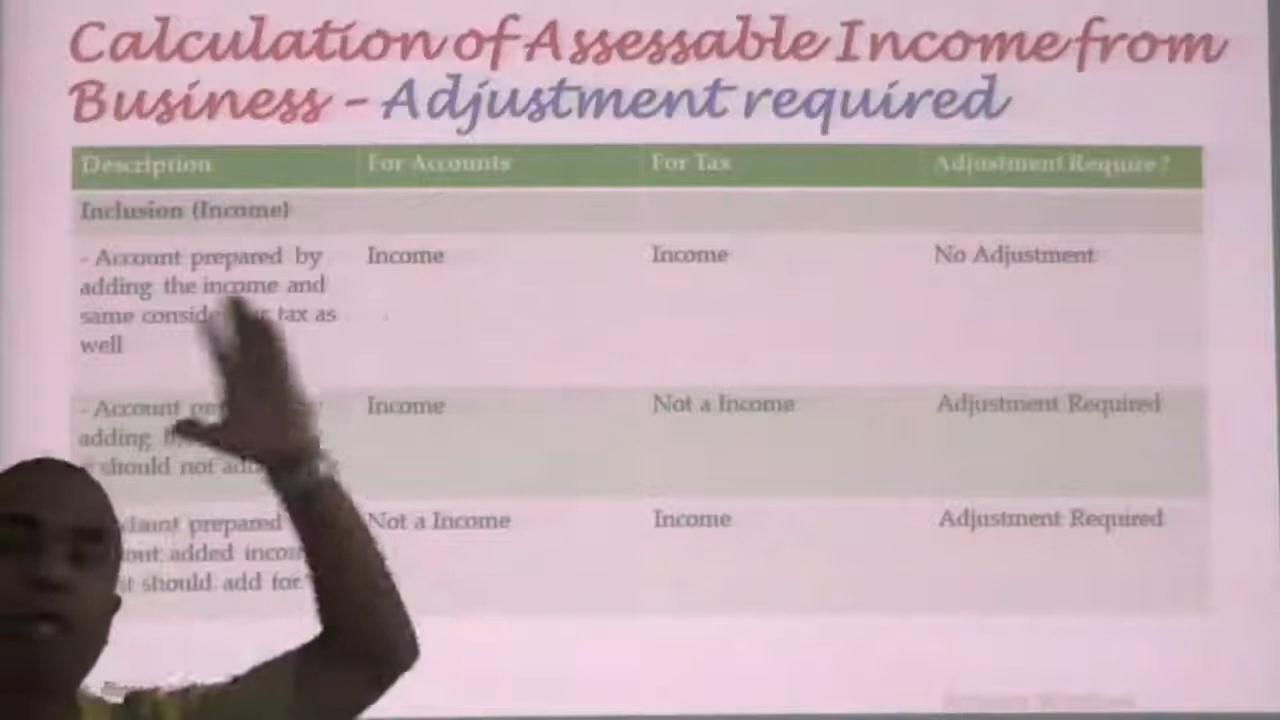 Calculation of Assessable Income from
Business - Adjustment required
Description For Accounts For Tax Adjustment Require?
Inclusion (Income)
- Account prepared by Income Income No Adjustment
adding the income and
same tax as
well
- Account Income Not a Income Adjustment Required
adding
should not
prepared Not a Income Income Adjustment Required
added
should add for